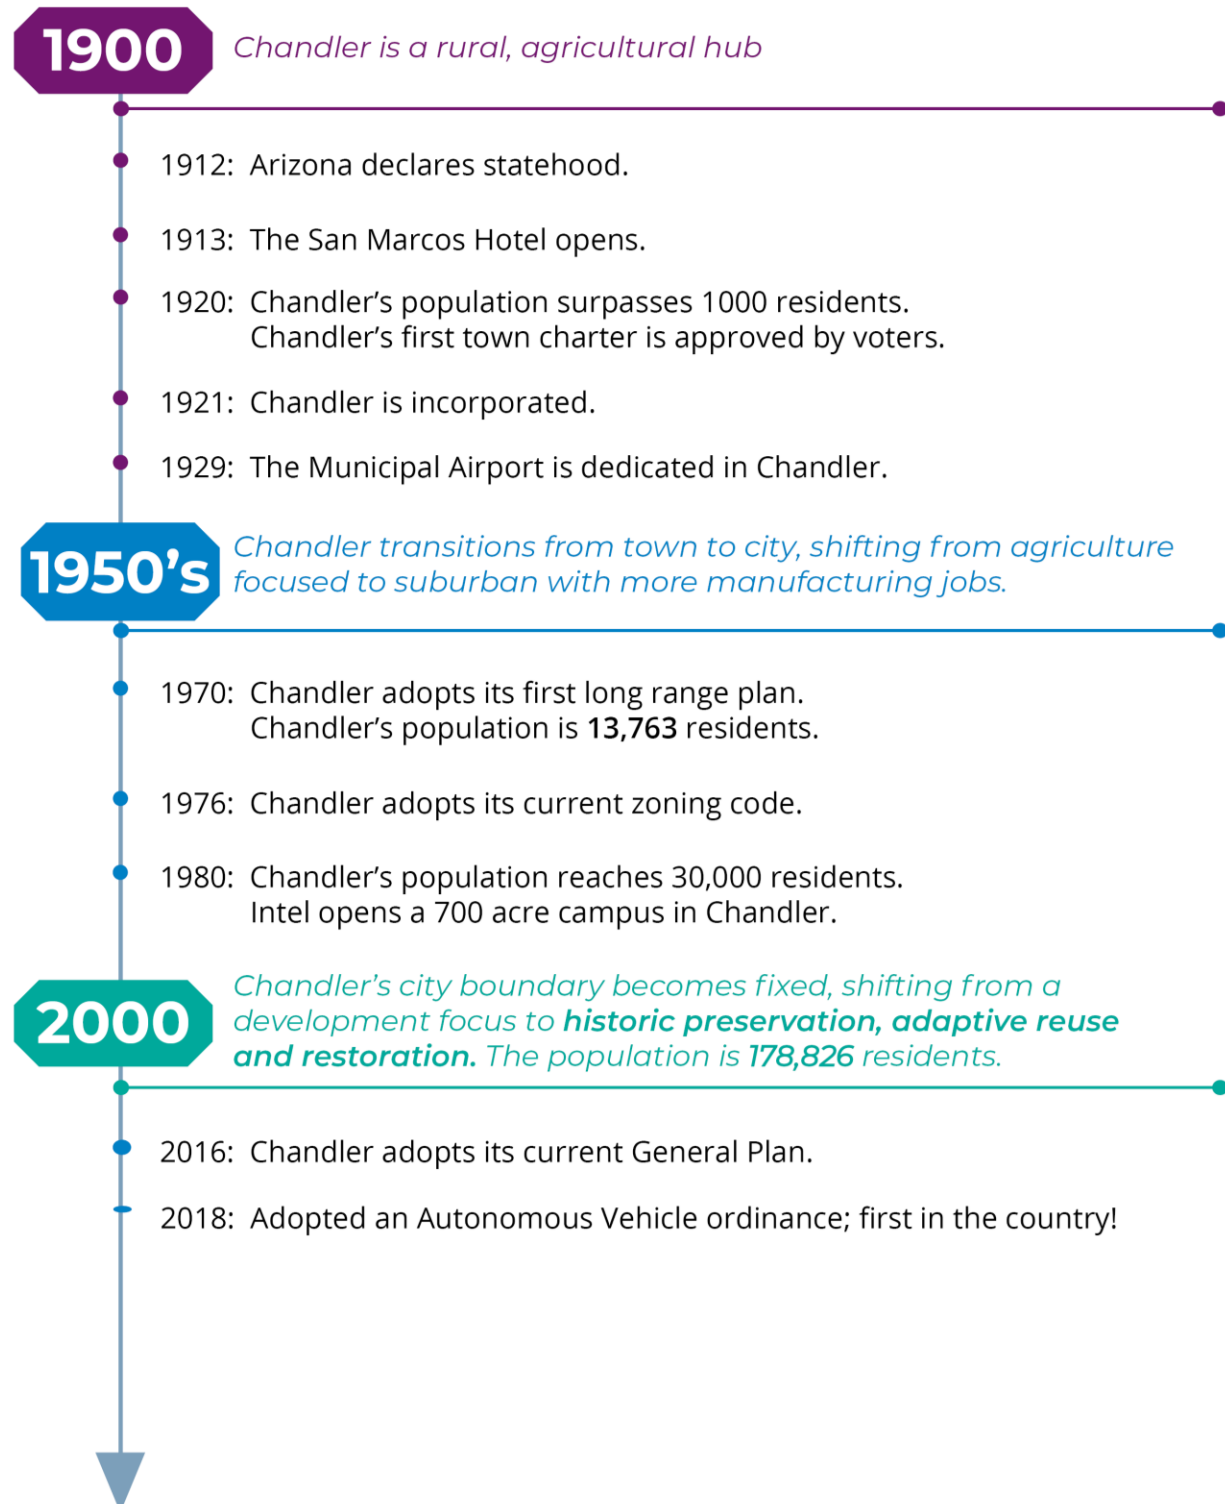 1900
Chandler is a rural, agricultural hub
1912: Arizona declares statehood.
1913: The San Marcos Hotel opens.
1920: Chandler’s population surpasses 1000 residents.
Chandler’s first town charter is approved by voters.
1921: Chandler is incorporated.
1929: The Municipal Airport is dedicated in Chandler.
1950’s
Chandler transitions from town to city, shifting from agriculture
focused to suburban with more manufacturing jobs.
1970: Chandler adopts its first long range plan.
Chandler’s population is 13,763 residents.
1976: Chandler adopts its current zoning code.
1980: Chandler’s population reaches 30,000 residents.
Intel opens a 700 acre campus in Chandler.
2000
Chandler’s city boundary becomes fixed, shifting from a
development focus to historic preservation, adaptive reuse
and restoration. The population is 178,826 residents.
2016: Chandler adopts its current General Plan.
2018: Adopted an Autonomous Vehicle ordinance; first in the country!